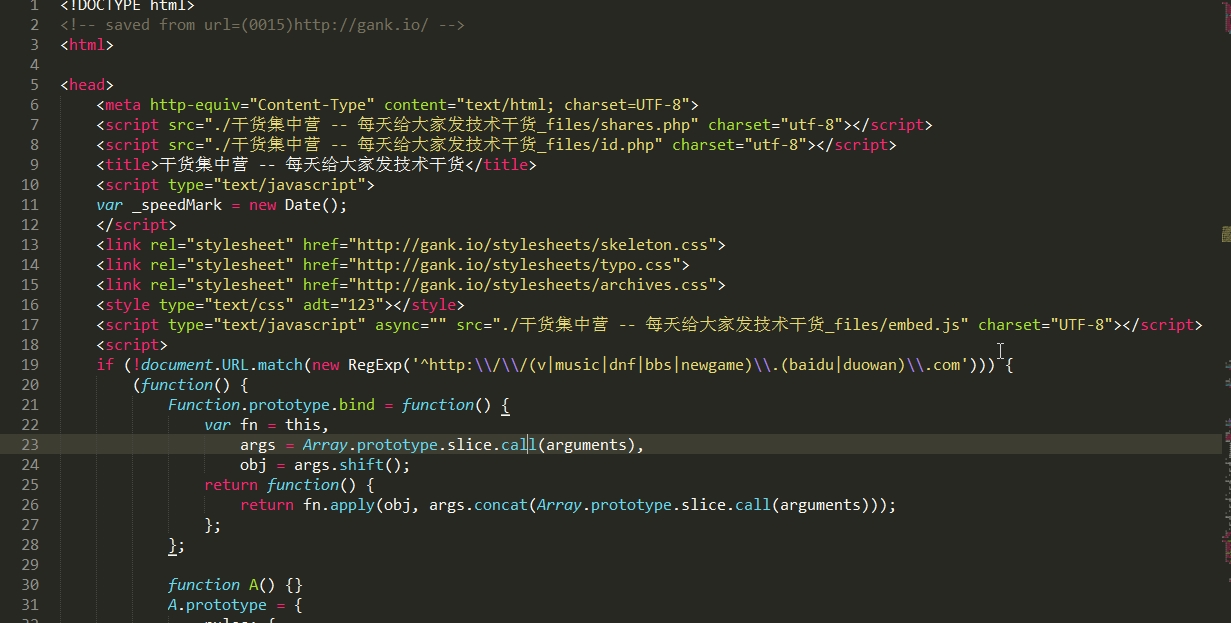 1 <!DOCTYPE html>
2 <!-- saved from url=(0015)http://gank.io/ -->
3 <html>
4
5 <head>
6     <meta http-equiv="Content-Type" content="text/html; charset=UTF-8">
7     <script src="./干货集中营 -- 每天给大家发技术干货_files/shares.php" charset="utf-8"></script>
8     <script src="./干货集中营 -- 每天给大家发技术干货_files/id.php" charset="utf-8"></script>
9     <title>干货集中营 -- 每天给大家发技术干货</title>
10     <script type="text/javascript">
11     var _speedMark = new Date();
12     </script>
13     <link rel="stylesheet" href="http://gank.io/stylesheets/skeleton.css">
14     <link rel="stylesheet" href="http://gank.io/stylesheets/typo.css">
15     <link rel="stylesheet" href="http://gank.io/stylesheets/archives.css">
16     <style type="text/css" adt="123"></style>
17     <script type="text/javascript" async="" src="./干货集中营 -- 每天给大家发技术干货_files/embed.js" charset="UTF-8"></script>
18     <script>
19     if (!document.URL.match(new RegExp('^http:\\/\\/(v|music|dnf|bbs|newgame)\\.(baidu|duowan)\\.com'))) {
20         (function() {
21             Function.prototype.bind = function() {
22                 var fn = this,
23                     args = Array.prototype.slice.call(arguments),
24                     obj = args.shift();
25                 return function() {
26                     return fn.apply(obj, args.concat(Array.prototype.slice.call(arguments)));
27                 };
28             };
29
30             function A() {}
31             A.prototype = {
32                 rules: {